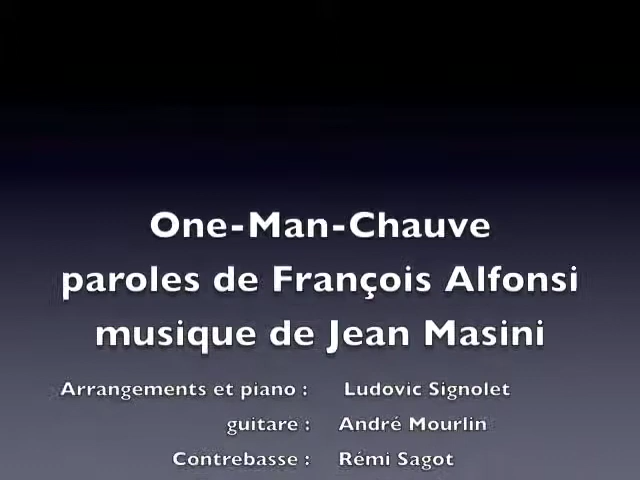 One-Man-Chauve
paroles de François Alfonsi
musique de Jean Masini
Arrangements et piano : Ludovic Signolet
guitare : André Mourlin
Contrebasse : Rémi Sagot